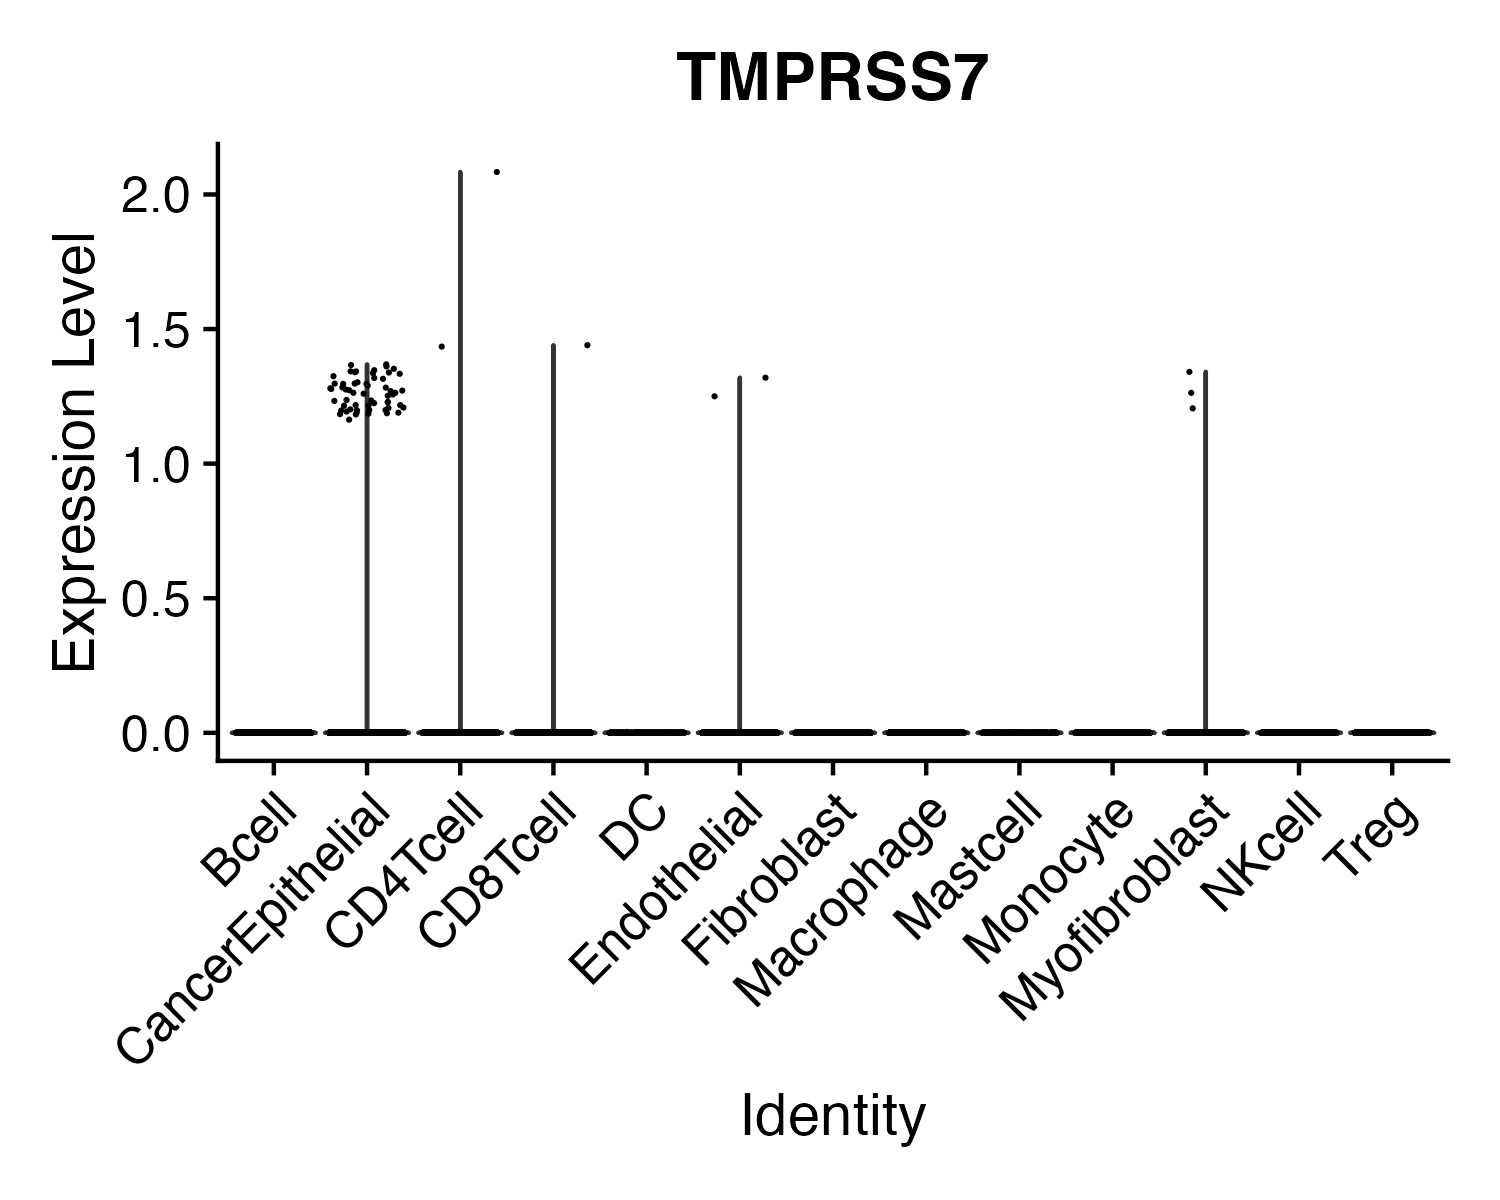 TMPRSS7
Expression Level
2.0
1.5
1.0
0.5
0.0
Bcell
CancerEpithelial
CD4Tcell
CD8Tcell
DC
Endothelial
Fibroblast
Macrophage
Mastcell
Monocyte
Myofibroblast
NKcell
Treg
Identity